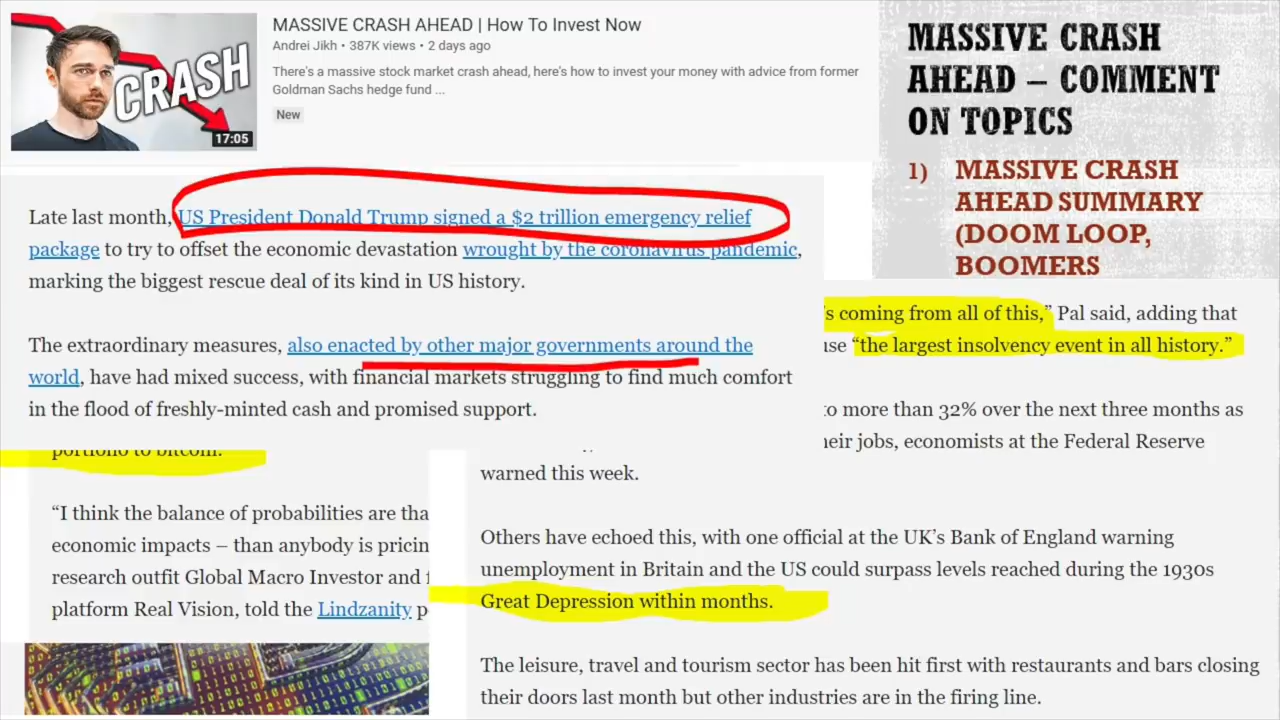 MASSIVE CRASH AHEAD | How To Invest Now
Andrei Jikh • 387K views • 2 days ago
There's a massive stock market crash ahead, here's how to invest your money with advice from former
Goldman Sachs hedge fund ...
New
CRASH
17:05
MASSIVE CRASH
AHEAD – COMMENT
ON TOPICS
1) MASSIVE CRASH
AHEAD SUMMARY
(DOOM LOOP,
BOOMERS
Late last month, US President Donald Trump signed a $2 trillion emergency relief
package to try to offset the economic devastation wrought by the coronavirus pandemic,
marking the biggest rescue deal of its kind in US history.
The extraordinary measures, also enacted by other major governments around the
world, have had mixed success, with financial markets struggling to find much comfort
in the flood of freshly-minted cash and promised support.
's coming from all of this,” Pal said, adding that
“the largest insolvency event in all history.”
to more than 32% over the next three months as
their jobs, economists at the Federal Reserve
warned this week.
portfolio to bitcoin.
“I think the balance of probabilities are tha
economic impacts – than anybody is pricin
research outfit Global Macro Investor and f
platform Real Vision, told the Lindzanity p
Others have echoed this, with one official at the UK’s Bank of England warning
unemployment in Britain and the US could surpass levels reached during the 1930s
Great Depression within months.
The leisure, travel and tourism sector has been hit first with restaurants and bars closing
their doors last month but other industries are in the firing line.